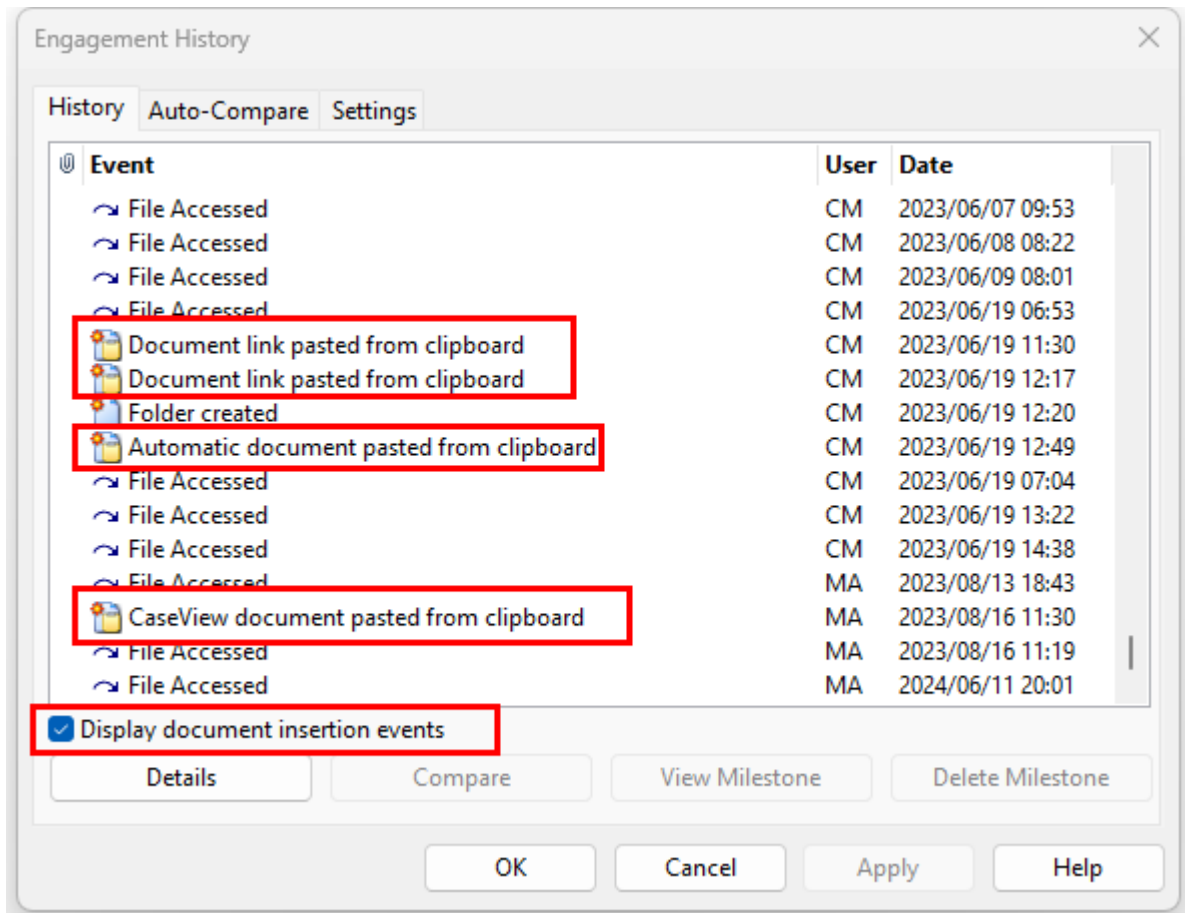 Engagement History
History Auto-Compare Settings
Event User Date
File Accessed CM 2023/06/07 09:53
File Accessed CM 2023/06/08 08:22
File Accessed CM 2023/06/09 08:01
File Accessed CM 2023/06/19 06:53
Document link pasted from clipboard CM 2023/06/19 11:30
Document link pasted from clipboard CM 2023/06/19 12:17
Folder created CM 2023/06/19 12:20
Automatic document pasted from clipboard CM 2023/06/19 12:49
File Accessed CM 2023/06/19 07:04
File Accessed CM 2023/06/19 13:22
File Accessed CM 2023/06/19 14:38
File Accessed MA 2023/08/13 18:43
CaseView document pasted from clipboard MA 2023/08/16 11:30
File Accessed MA 2023/08/16 11:19
File Accessed MA 2024/06/11 20:01
Display document insertion events
Details Compare View Milestone Delete Milestone
OK Cancel Apply Help